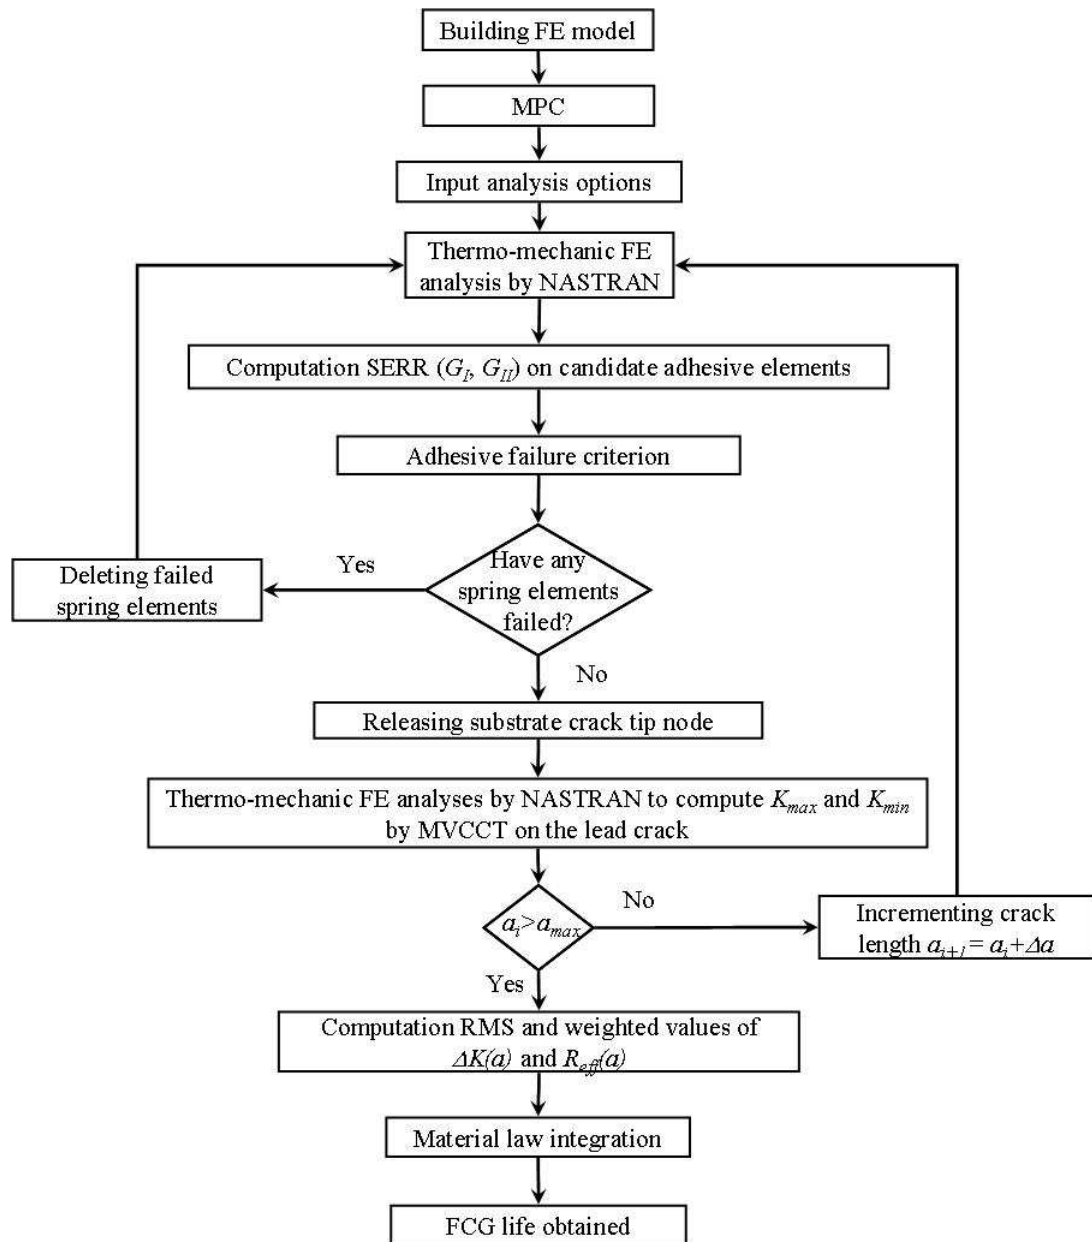 Building FE model
MPC
Input analysis options
Thermo-mechanic FE
analysis by NASTRAN
Computation SERR (G_I, G_II) on candidate adhesive elements
Adhesive failure criterion
Have any
spring elements
failed?
Yes
Deleting failed
spring elements
No
Releasing substrate crack tip node
Thermo-mechanic FE analyses by NASTRAN to compute K_max and K_min
by MVCCT on the lead crack
a_i>a_max
No
Incrementing crack
length a_i+1= a_i+Δa
Yes
Computation RMS and weighted values of
ΔK(a) and R_eff(a)
Material law integration
FCG life obtained